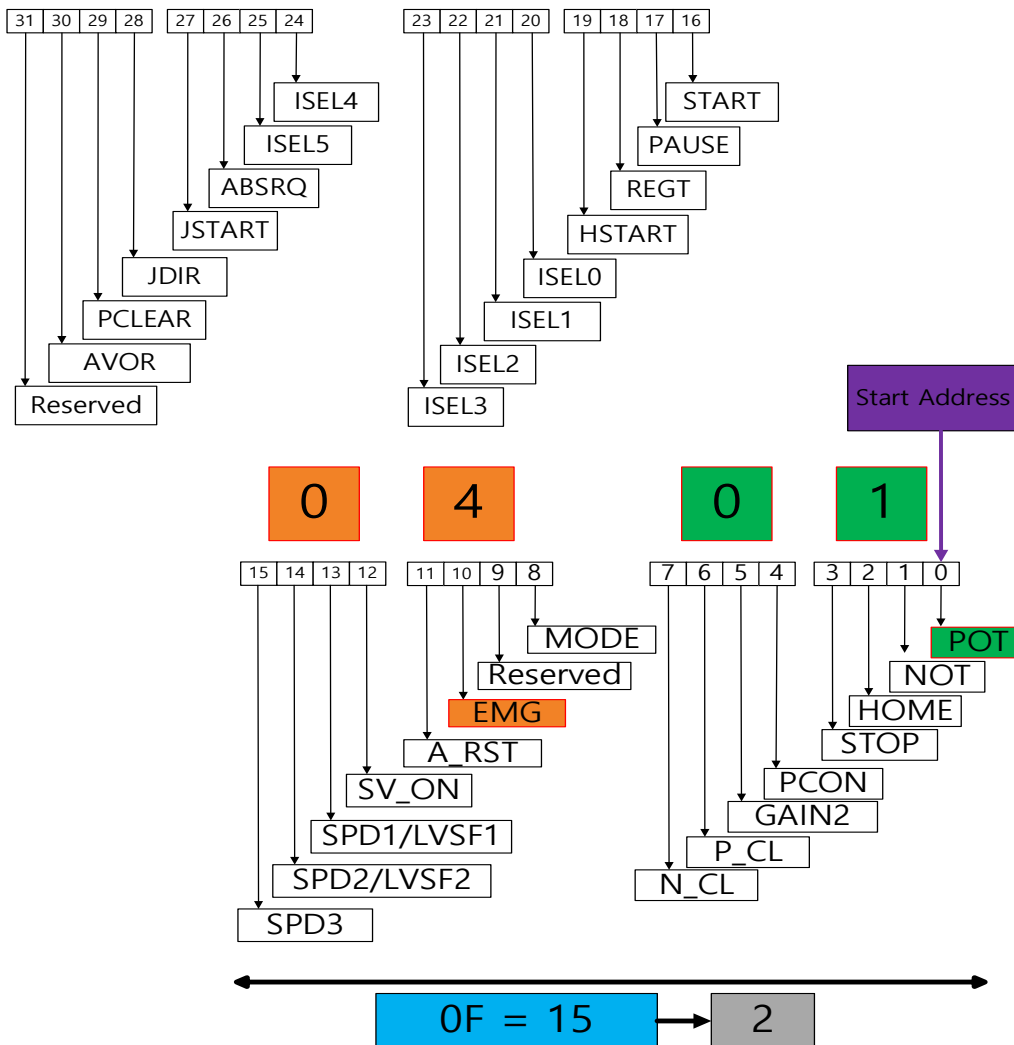 31 30 29 28 27 26 25 24 23 22 21 20 19 18 17 16
ISEL4
ISEL5
ABSRQ
JSTART
JDIR
PCLEAR
AVOR
Reserved
START
PAUSE
REGT
HSTART
ISEL0
ISEL1
ISEL2
ISEL3
Start Address
0 4 0 1
15 14 13 12 11 10 9 8 7 6 5 4 3 2 1 0
MODE
Reserved
EMG
A_RST
SV_ON
SPD1/LVSF1
SPD2/LVSF2
SPD3
POT
NOT
HOME
STOP
PCON
GAIN2
P_CL
N_CL
0F = 15 2